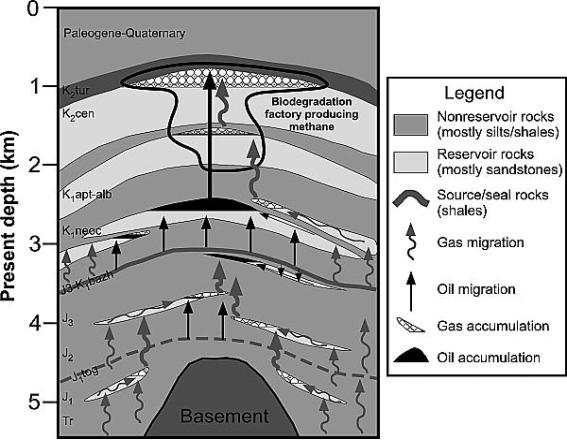 0
1
2
3
4
5
Present depth (km)
Paleogene-Quaternary
K₂tur
K₂cen
Biodegradation
factory producing
methane
K₁apt-alb
K₁neoc
J3-K₁bazh
J₃
J₂
J₁tog
J₁
Tr
Basement
Legend
Nonreservoir rocks
(mostly silts/shales)
Reservoir rocks
(mostly sandstones)
Source/seal rocks
(shales)
Gas migration
Oil migration
Gas accumulation
Oil accumulation